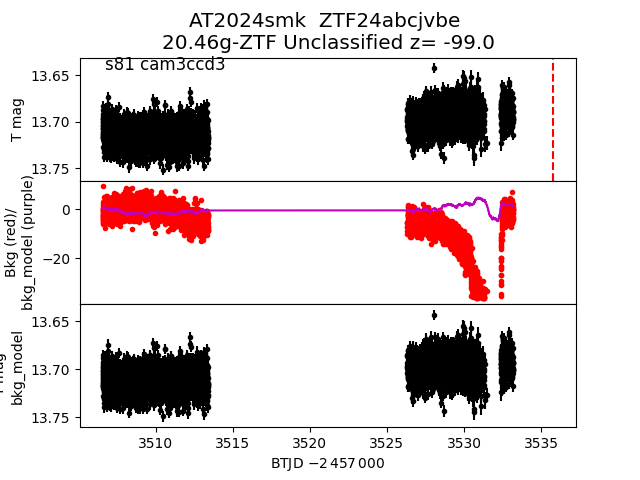 AT2024smk  ZTF24abcjvbe
20.46g-ZTF Unclassified z= -99.0
s81 cam3ccd3
T mag
13.65
13.70
13.75
Bkg (red)/
bkg_model (purple)
0
−20
mag
bkg_model
13.65
13.70
13.75
3510 3515 3520 3525 3530 3535
BTJD −2 457 000